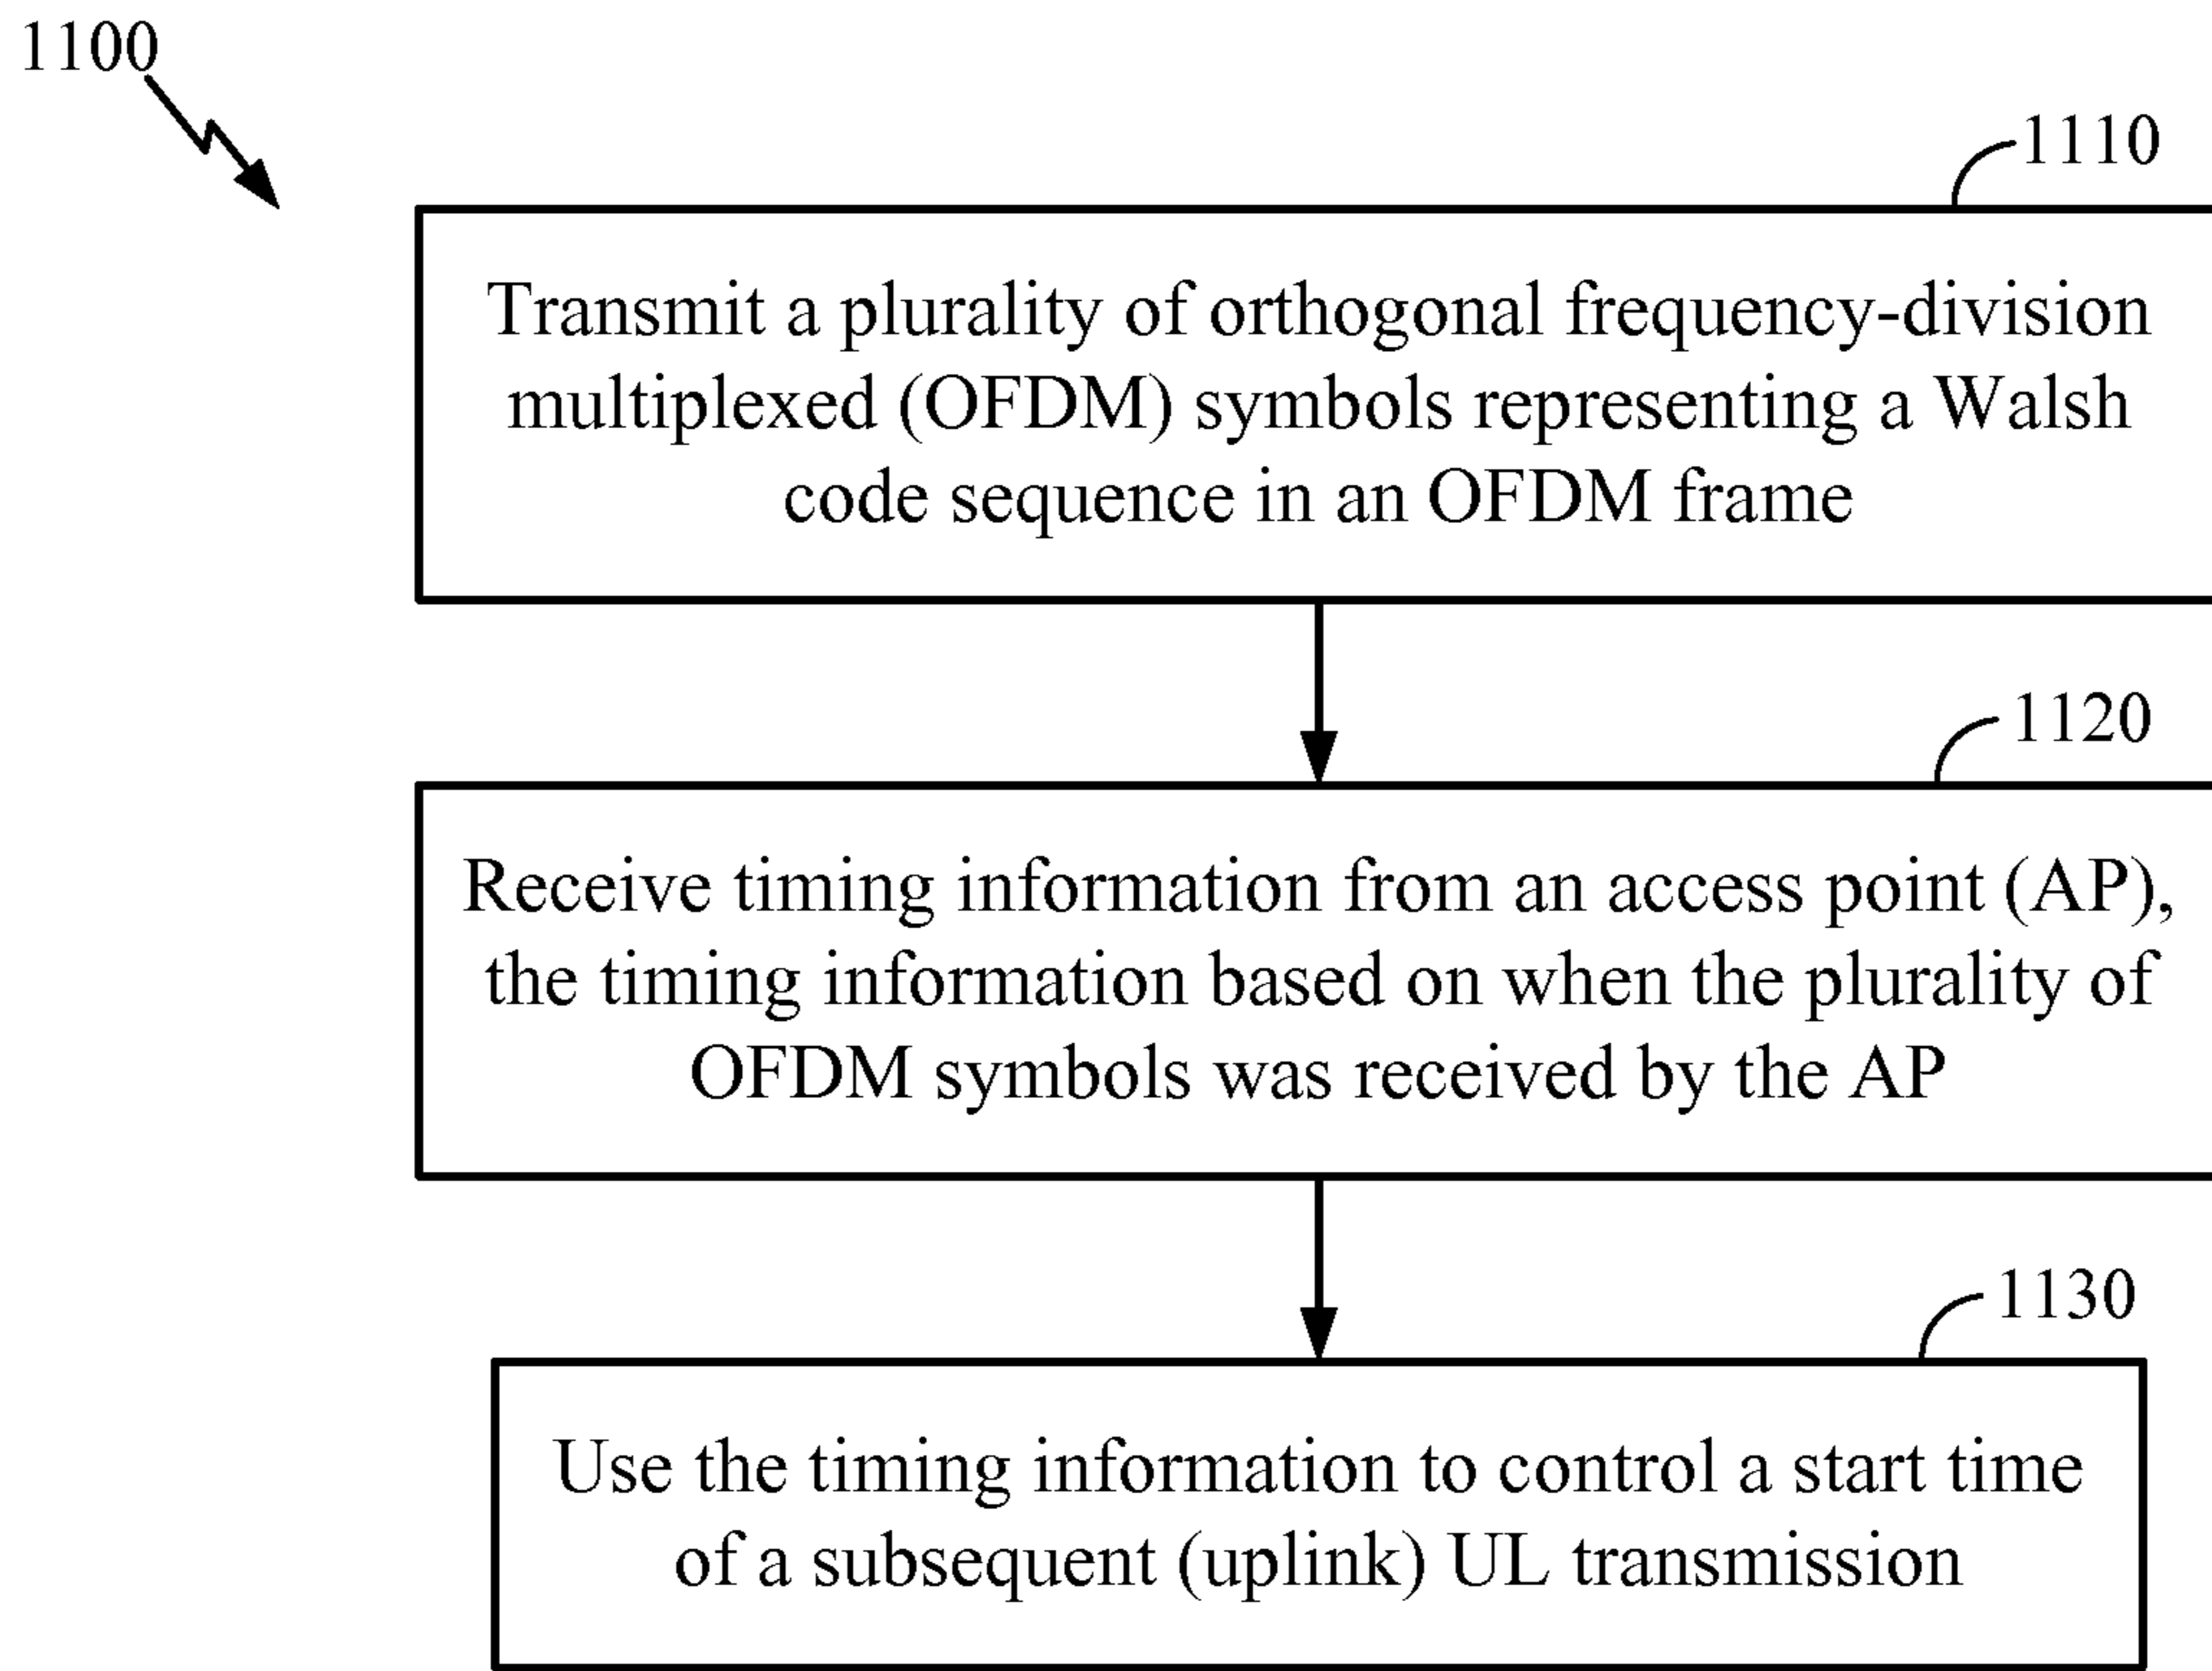 1100
1110
Transmit a plurality of orthogonal frequency-division
multiplexed (OFDM) symbols representing a Walsh
code sequence in an OFDM frame
1120
Receive timing information from an access point (AP),
the timing information based on when the plurality of
OFDM symbols was received by the AP
1130
Use the timing information to control a start time
of a subsequent (uplink) UL transmission